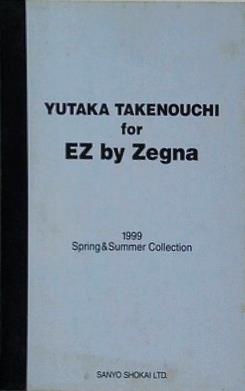 YUTAKA TAKENOUCHI
for
EZ by Zegna
1999
Spring&Summer Collection
SANYO SHOKAI LTD.